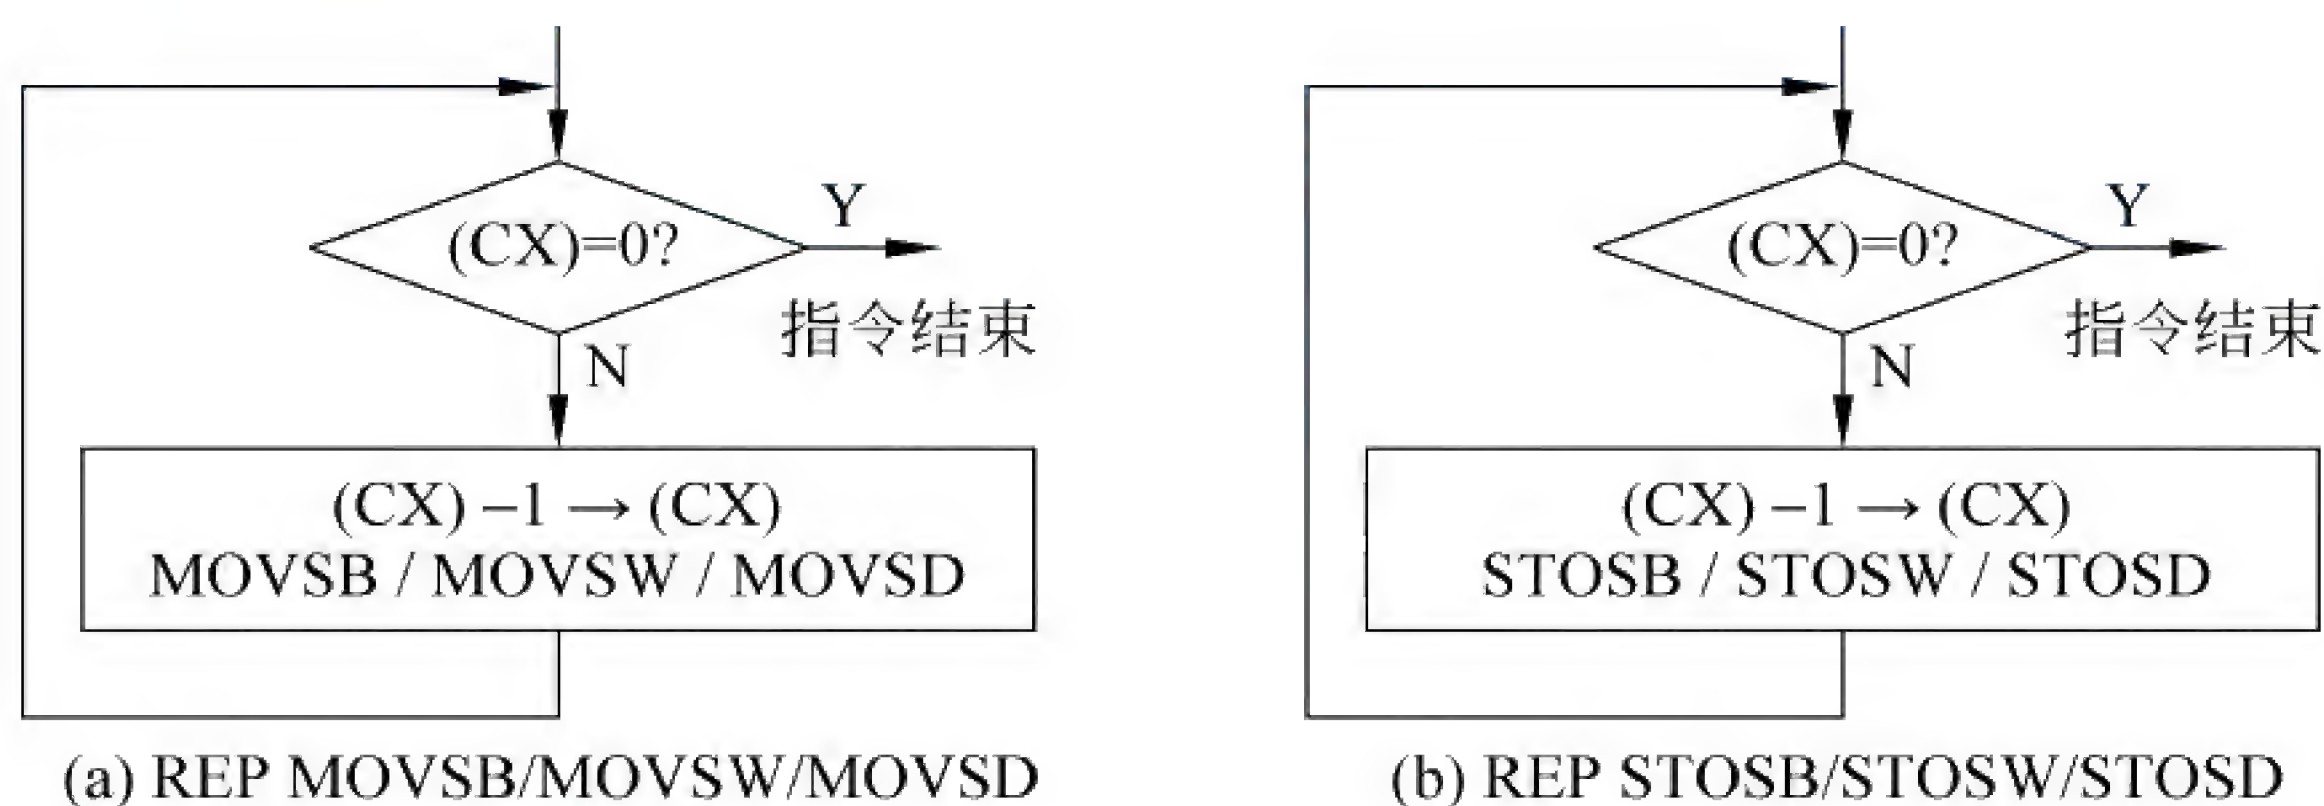 Y
(CX)=0?
指令结束
N
(CX) –1 → (CX)
MOVSB / MOVSW / MOVSD
(a) REP MOVSB/MOVSW/MOVSD
Y
(CX)=0?
指令结束
N
(CX) –1 → (CX)
STOSB / STOSW / STOSD
(b) REP STOSB/STOSW/STOSD